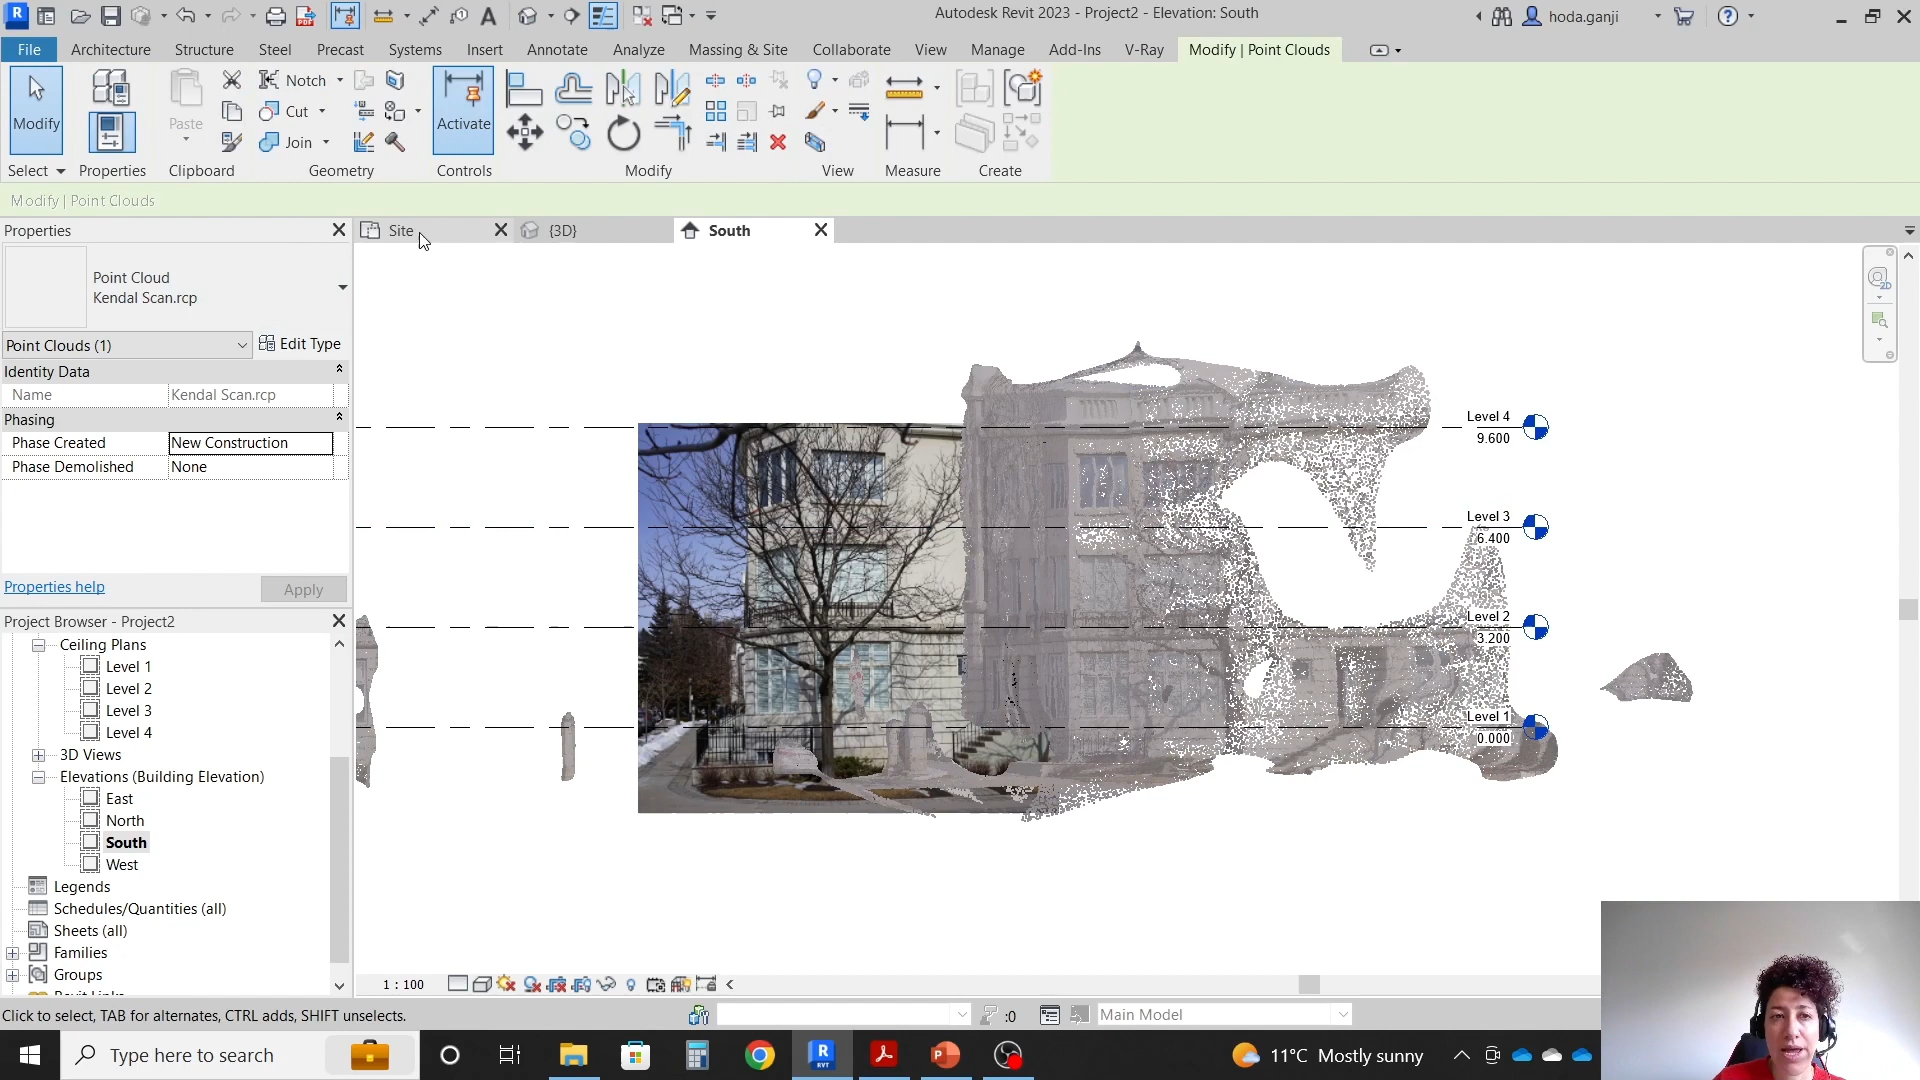 Autodesk Revit 2023 - Project2 - Elevation: South
hoda.ganji
File Architecture Structure Steel Precast Systems Insert Annotate Analyze Massing & Site Collaborate View Manage Add-Ins V-Ray Modify | Point Clouds
Modify
Paste
Notch
Cut
Join
Activate
Select Properties Clipboard Geometry Controls Modify View Measure Create
Modify | Point Clouds
Properties
Site
{3D}
South
Point Cloud
Kendal Scan.rcp
Point Clouds (1)
Edit Type
Identity Data
Name Kendal Scan.rcp
Phasing
Phase Created New Construction
Phase Demolished None
Properties help
Apply
Project Browser - Project2
Ceiling Plans
Level 1
Level 2
Level 3
Level 4
3D Views
Elevations (Building Elevation)
East
North
South
West
Legends
Schedules/Quantities (all)
Sheets (all)
Families
Groups
Level 4
9.600
Level 3
6.400
Level 2
3.200
Level 1
0.000
2D
1 : 100
Click to select, TAB for alternates, CTRL adds, SHIFT unselects.
:0
Main Model
Type here to search
R
RVT
11°C Mostly sunny